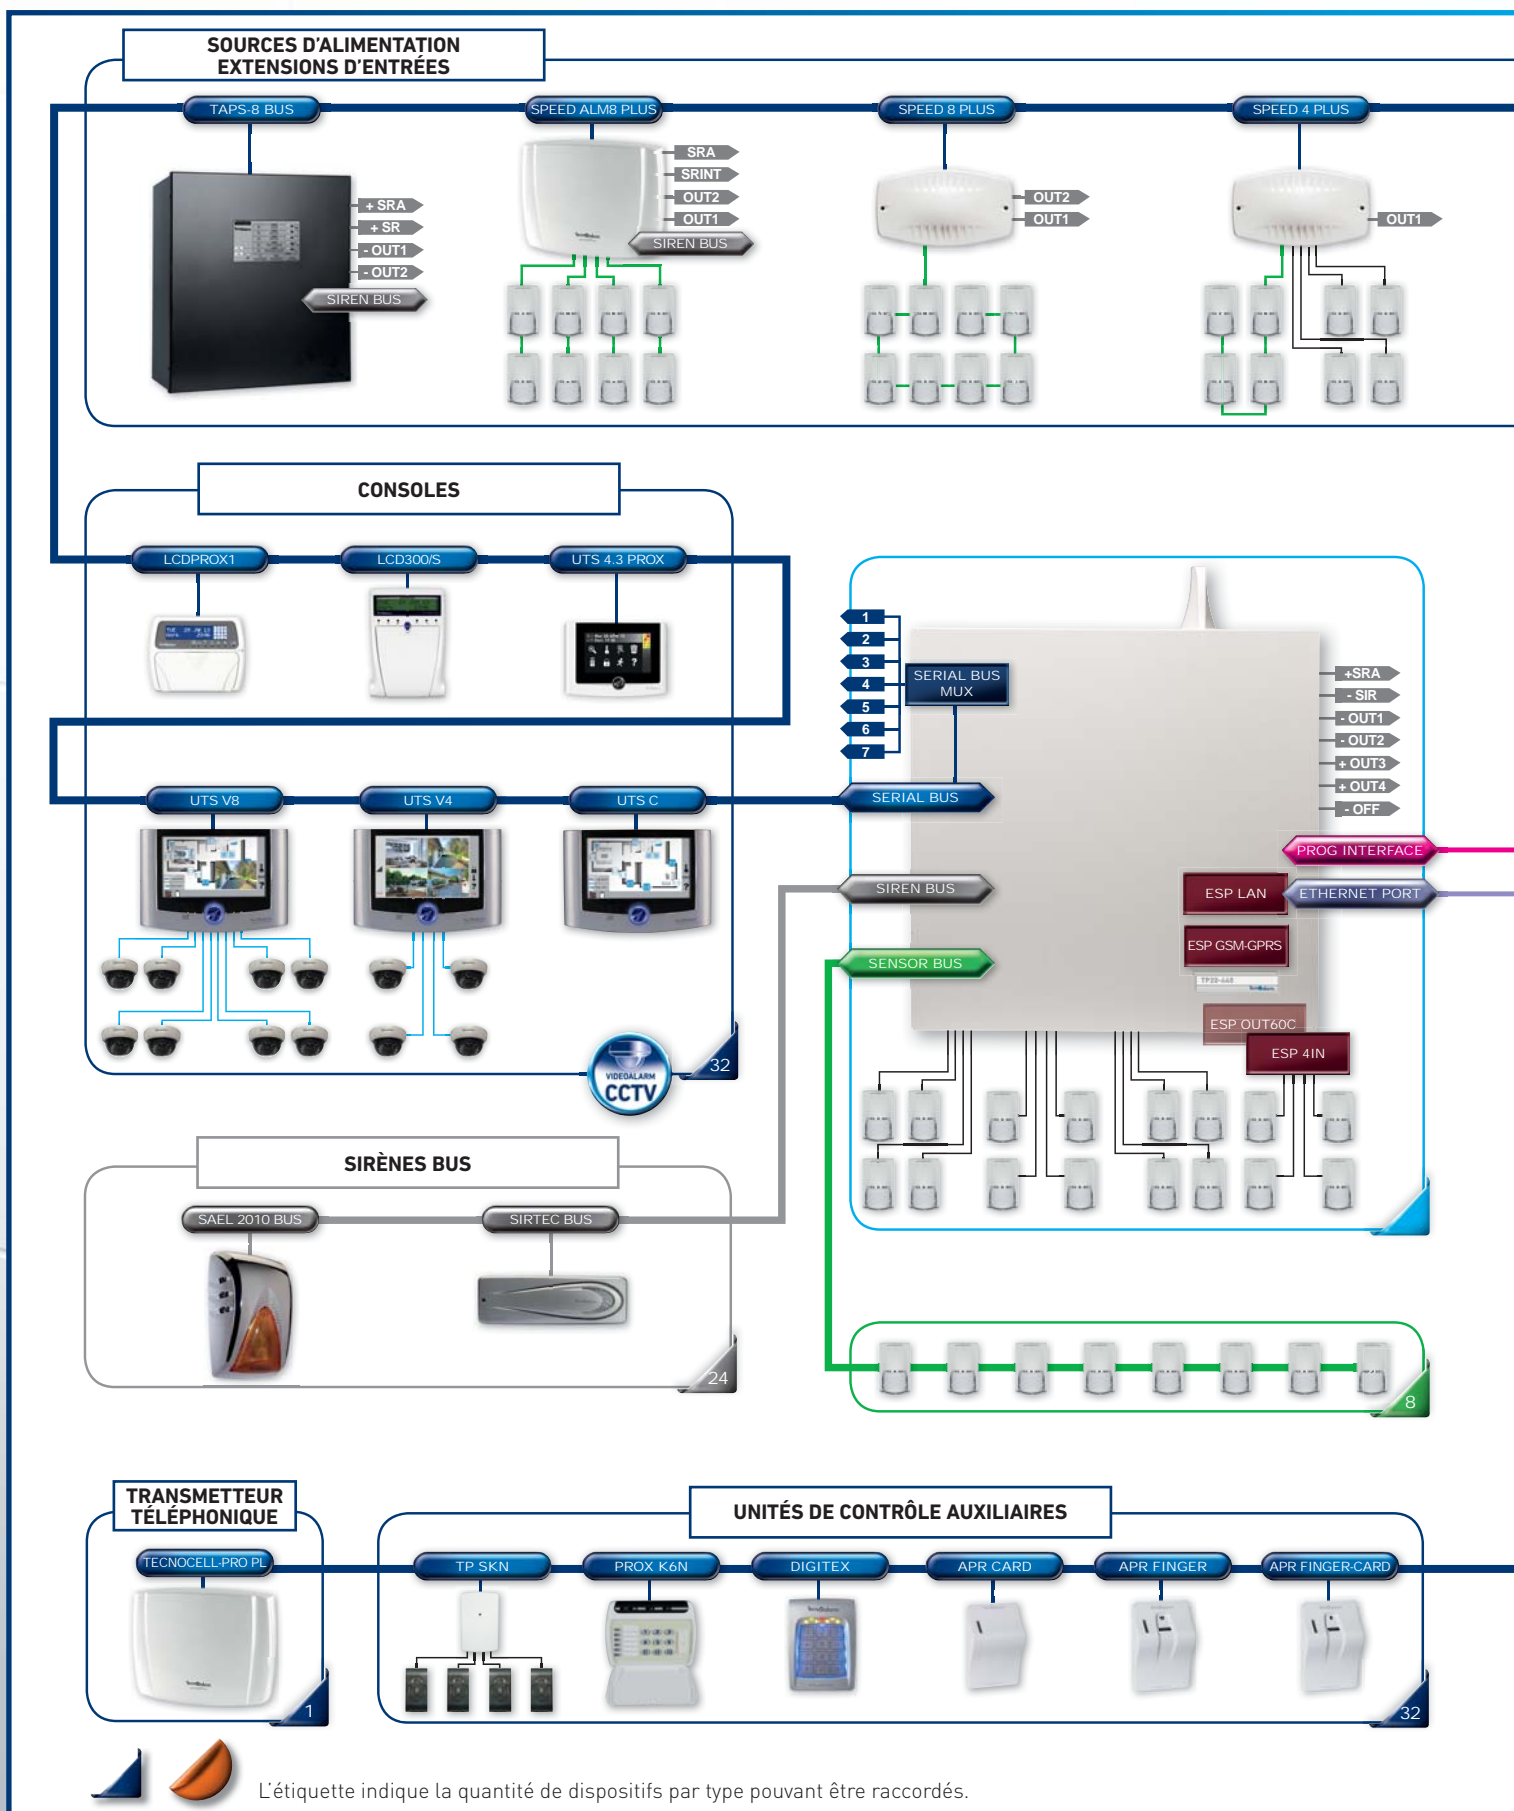 SOURCES D'ALIMENTATION
EXTENSIONS D'ENTRÉES
TAPS-8 BUS
SPEED ALM8 PLUS
SPEED 8 PLUS
SPEED 4 PLUS
+ SRA
+ SR
- OUT1
- OUT2
SIREN BUS
SRA
SRINT
OUT2
OUT1
SIREN BUS
OUT2
OUT1
OUT1
CONSOLES
LCDPROX1
LCD300/S
UTS 4.3 PROX
UTS V8
UTS V4
UTS C
VIDEOALARM
CCTV
32
1
2
3
4
5
6
7
SERIAL BUS
MUX
SERIAL BUS
SIREN BUS
SENSOR BUS
+SRA
- SIR
- OUT1
- OUT2
+ OUT3
+ OUT4
- OFF
PROG INTERFACE
ESP LAN
ETHERNET PORT
ESP GSM-GPRS
TP20-440
ESP OUT60C
ESP 4IN
SIRÈNES BUS
SAEL 2010 BUS
SIRTEC BUS
24
8
TRANSMETTEUR
TÉLÉPHONIQUE
TECNOCELL-PRO PL
1
UNITÉS DE CONTRÔLE AUXILIAIRES
TP SKN
PROX K6N
DIGITEX
APR CARD
APR FINGER
APR FINGER-CARD
32
L'étiquette indique la quantité de dispositifs par type pouvant être raccordés.